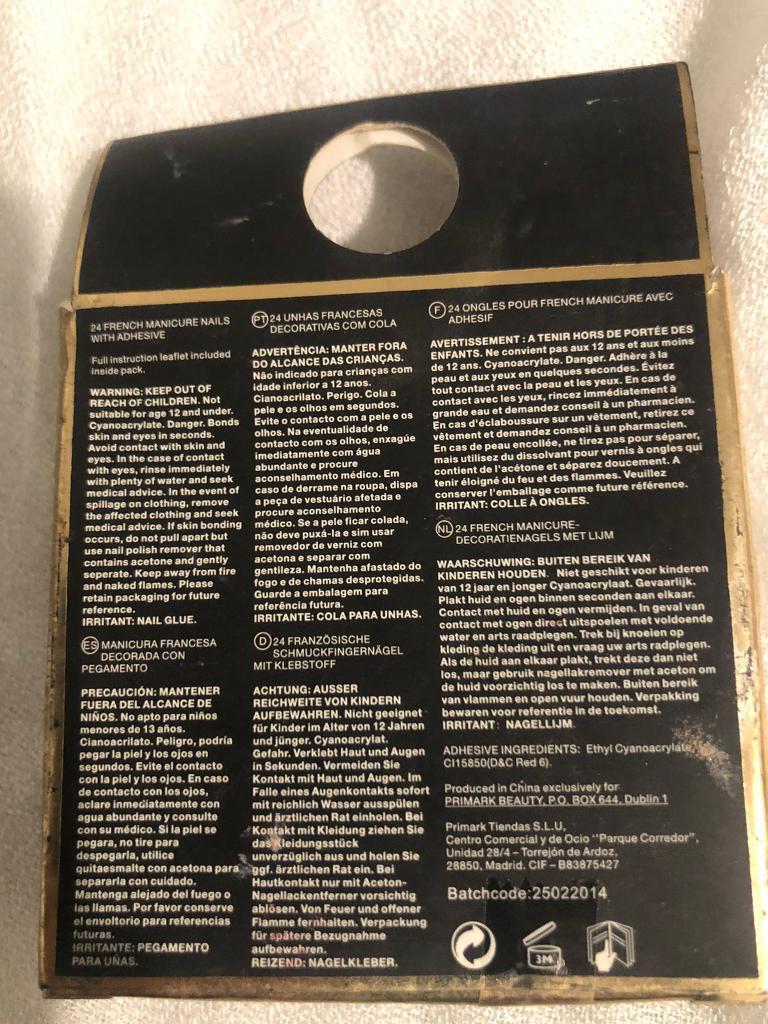 24 FRENCH MANICURE NAILS
WITH ADHESIVE
Full instruction leaflet included
inside pack.
WARNING: KEEP OUT OF
REACH OF CHILDREN. Not
suitable for age 12 and under.
Cyanoacrylate. Danger. Bonds
skin and eyes in seconds.
Avoid contact with skin and
eyes. In the case of contact
with eyes, rinse immediately
with plenty of water and seek
medical advice. In the event of
spillage on clothing, remove
the affected clothing and seek
medical advice. If skin bonding
occurs, do not pull apart but
use nail polish remover that
contains acetone and gently
seperate. Keep away from fire
and naked flames. Please
retain packaging for future
reference.
IRRITANT: NAIL GLUE.
ES MANICURA FRANCESA
DECORADA CON
PEGAMENTO
PRECAUCIÓN: MANTENER
FUERA DEL ALCANCE DE
NIÑOS. No apto para niños
menores de 13 años.
Cianoacrilato. Peligro, podría
pegar la piel y los ojos en
segundos. Evite el contacto
con la piel y los ojos. En caso
de contacto con los ojos,
aclare inmediatamente con
agua abundante y consulte
con su médico. Si la piel se
pegara, no tire para
despegarla, utilice
quitaesmalte con acetona para
separarla con cuidado.
Mantenga alejado del fuego o
las llamas. Por favor conserve
el envoltorio para referencias
futuras.
IRRITANTE: PEGAMENTO
PARA UÑAS.
PT 24 UNHAS FRANCESAS
DECORATIVAS COM COLA
ADVERTÊNCIA: MANTER FORA
DO ALCANCE DAS CRIANÇAS.
Não indicado para crianças com
idade inferior a 12 anos.
Cianoacrilato. Perigo. Cola a
pele e os olhos em segundos.
Evite o contacto com a pele e os
olhos. Na eventualidade de
contacto com os olhos, enxagúe
imediatamente com água
abundante e procure
aconselhamento médico. Em
caso de derrame na roupa, dispa
a peça de vestuário afetada e
procure aconselhamento
médico. Se a pele ficar colada,
não deve puxá-la e sim usar
removedor de verniz com
acetona e separar com
gentileza. Mantenha afastado do
fogo e de chamas desprotegidas.
Guarde a embalagem para
referência futura.
IRRITANTE: COLA PARA UNHAS.
D 24 FRANZÖSISCHE
SCHMUCKFINGERNÄGEL
MIT KLEBSTOFF
ACHTUNG: AUSSER
REICHWEITE VON KINDERN
AUFBEWAHREN. Nicht geeignet
für Kinder im Alter von 12 Jahren
und jünger. Cyanoacrylat.
Gefahr. Verklebt Haut und Augen
in Sekunden. Vermeiden Sie
Kontakt mit Haut und Augen. Im
Falle eines Augenkontakts sofort
mit reichlich Wasser ausspülen
und ärztlichen Rat einholen. Bei
Kontakt mit Kleidung ziehen Sie
das Kleidungsstück
unverzüglich aus und holen Sie
ggf. ärztlichen Rat ein. Bei
Hautkontakt nur mit Aceton-
Nagellackentferner vorsichtig
ablösen. Von Feuer und offener
Flamme fernhalten. Verpackung
für spätere Bezugnahme
aufbewahren.
REIZEND: NAGELKLEBER.
F 24 ONGLES POUR FRENCH MANICURE AVEC
ADHESIF
AVERTISSEMENT : A TENIR HORS DE PORTÉE DES
ENFANTS. Ne convient pas aux 12 ans et aux moins
de 12 ans. Cyanoacrylate. Danger. Adhère à la
peau et aux yeux en quelques secondes. Évitez
tout contact avec la peau et les yeux. En cas de
contact avec les yeux, rincez immédiatement à
grande eau et demandez conseil à un pharmacien.
En cas d'éclaboussure sur un vêtement, retirez ce
vêtement et demandez conseil à un pharmacien.
En cas de peau encollée, ne tirez pas pour séparer,
mais utilisez du dissolvant pour vernis à ongles qui
contient de l'acétone et séparez doucement. A
tenir éloigné du feu et des flammes. Veuillez
conserver l'emballage comme future référence.
IRRITANT: COLLE À ONGLES.
NL 24 FRENCH MANICURE-
DECORATIENAGELS MET LIJM
WAARSCHUWING: BUITEN BEREIK VAN
KINDEREN HOUDEN. Niet geschikt voor kinderen
van 12 jaar en jonger Cyanoacrylaat. Gevaarlijk.
Plakt huid en ogen binnen seconden aan elkaar.
Contact met huid en ogen vermijden. In geval van
contact met ogen direct uitspoelen met voldoende
water en arts raadplegen. Trek bij knoeien op
kleding de kleding uit en vraag uw arts radplegen.
Als de huid aan elkaar plakt, trekt deze dan niet
los, maar gebruik nagellakremover met aceton om
de huid voorzichtig los te maken. Buiten bereik
van vlammen en open vuur houden. Verpakking
bewaren voor referentie in de toekomst.
IRRITANT: NAGELLIJM.
ADHESIVE INGREDIENTS: Ethyl Cyanoacrylate,
CI15850(D&C Red 6).
Produced in China exclusively for
PRIMARK BEAUTY, P.O. BOX 644, Dublin 1
Primark Tiendas S.L.U,
Centro Comercial y de Ocio "Parque Corredor",
Unidad 28/4 – Torrejón de Ardoz,
28850, Madrid. CIF – B83875427
Batchcode:25022014
3M